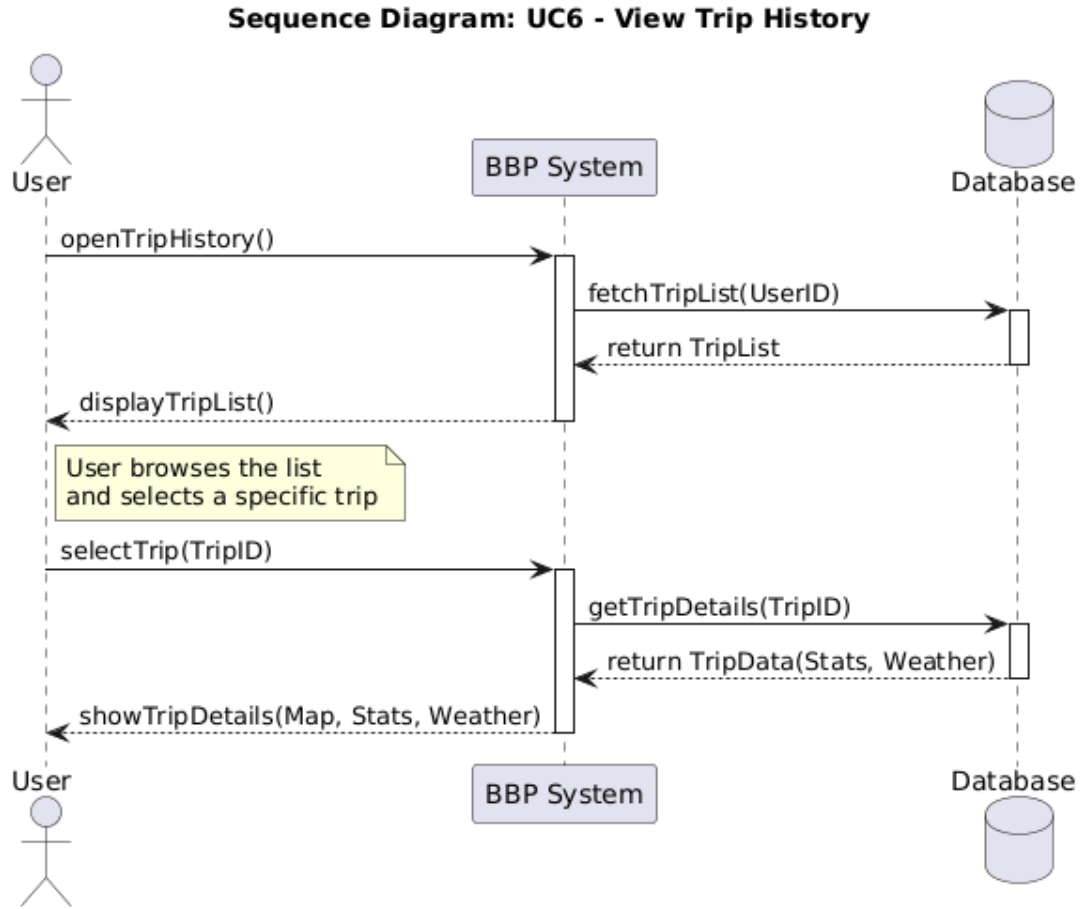 Sequence Diagram: UC6 - View Trip History
User
BBP System
Database
openTripHistory()
fetchTripList(UserID)
return TripList
displayTripList()
User browses the list
and selects a specific trip
selectTrip(TripID)
getTripDetails(TripID)
return TripData(Stats, Weather)
showTripDetails(Map, Stats, Weather)
User
BBP System
Database